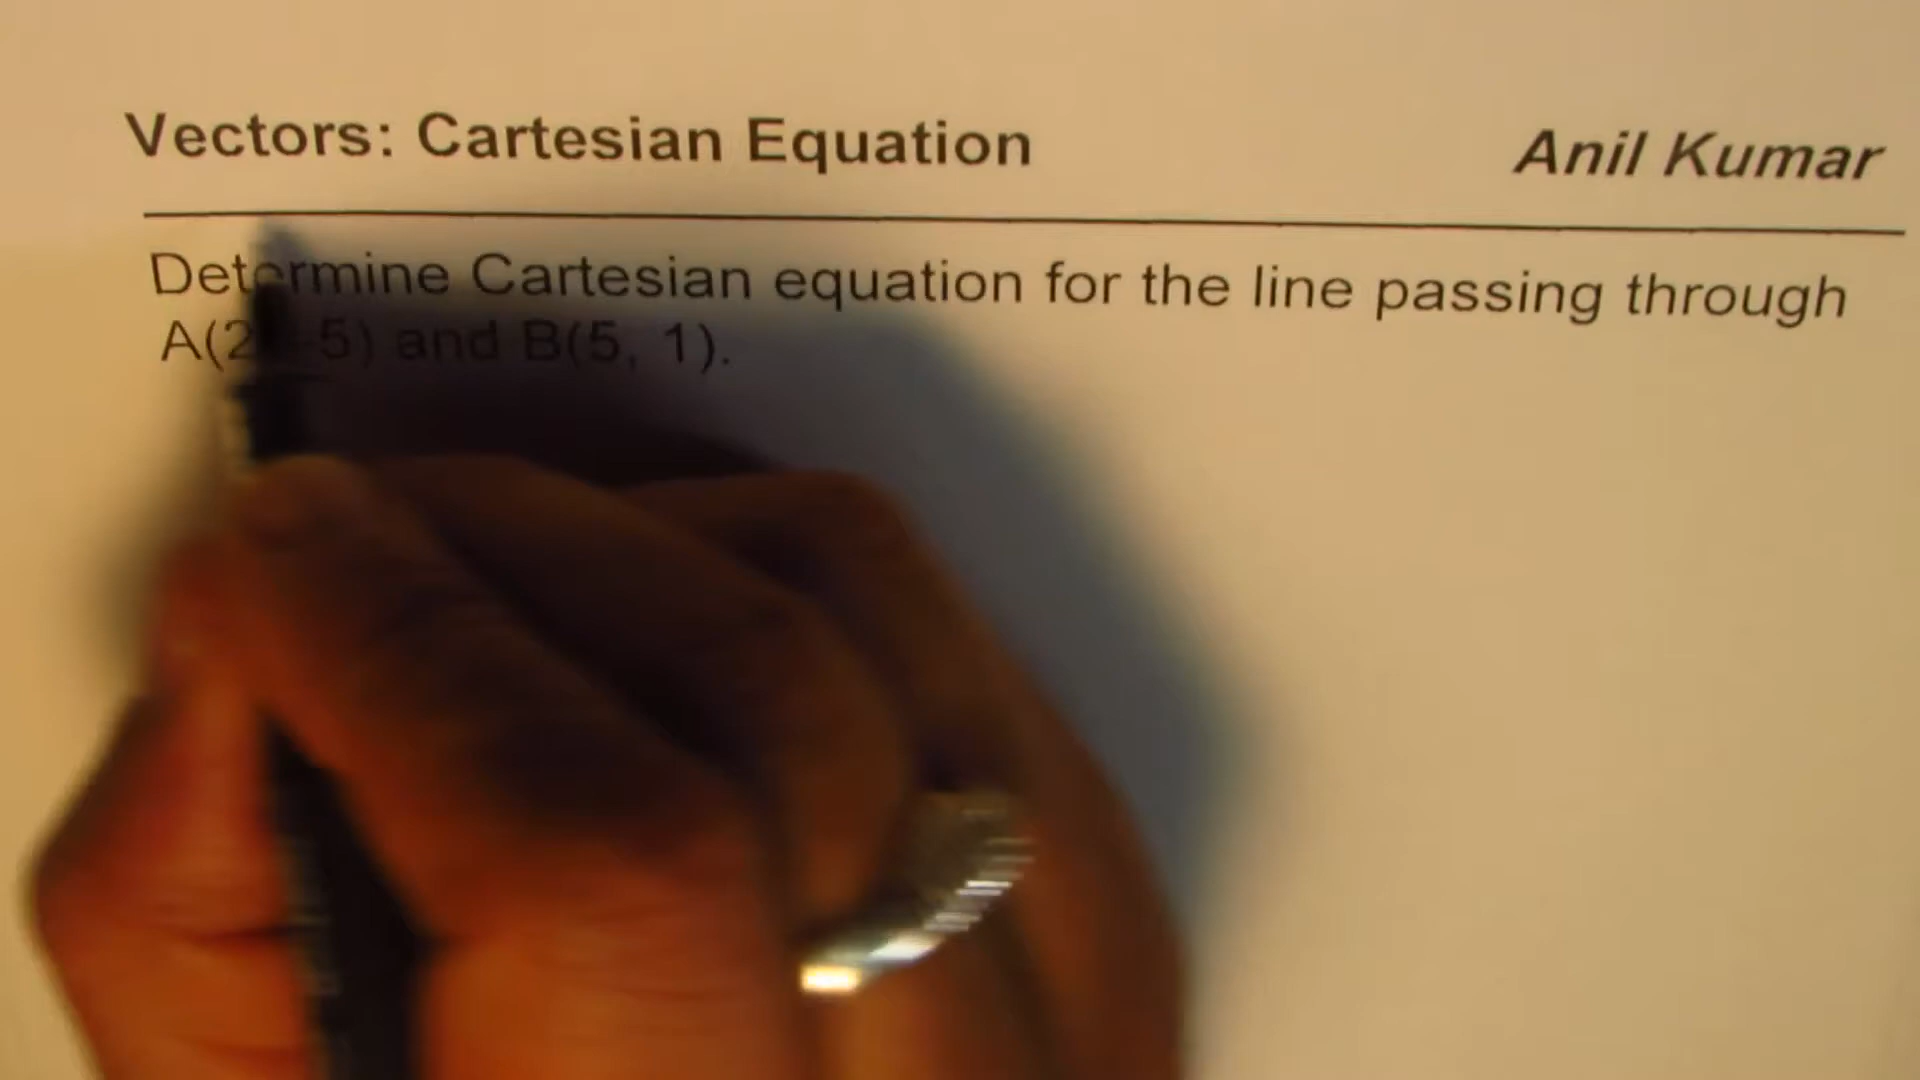 Vectors: Cartesian Equation
Anil Kumar
Determine Cartesian equation for the line passing through
A(2 5) and B(5, 1).